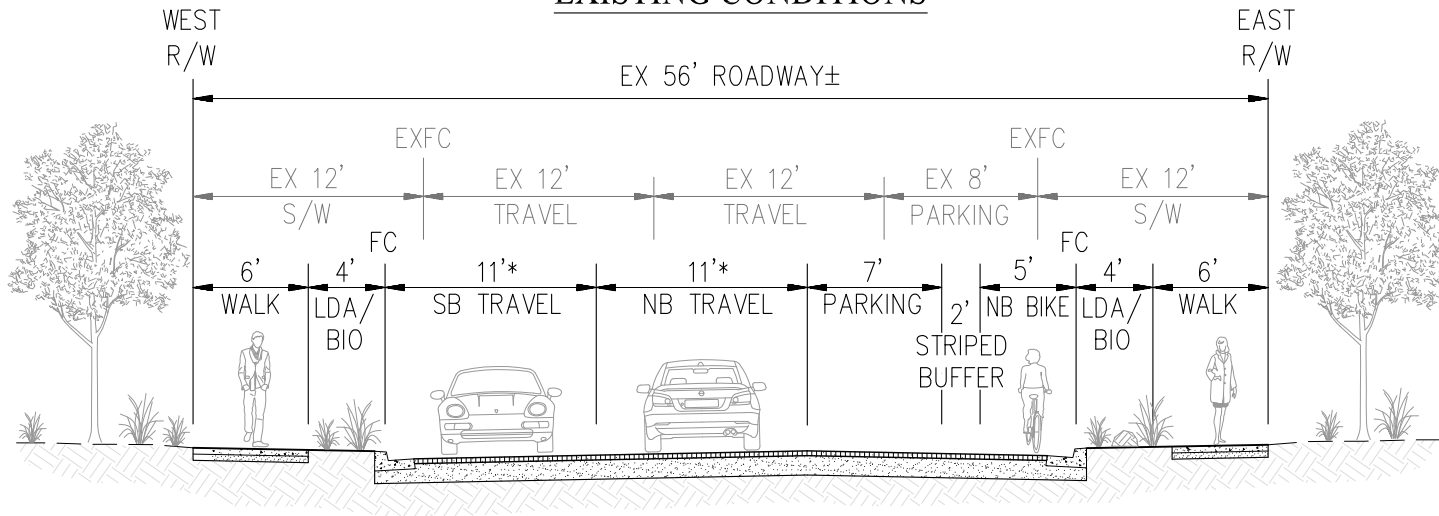 EXISTING CONDITIONS
WEST
R/W
EAST
R/W
EX 56' ROADWAY±
EXFC
EXFC
EX 12'
S/W
EX 12'
TRAVEL
EX 12'
TRAVEL
EX 8'
PARKING
EX 12'
S/W
FC
FC
6'
WALK
4'
LDA/
BIO
11'*
SB TRAVEL
11'*
NB TRAVEL
7'
PARKING
2'
STRIPED
BUFFER
5'
NB BIKE
4'
LDA/
BIO
6'
WALK